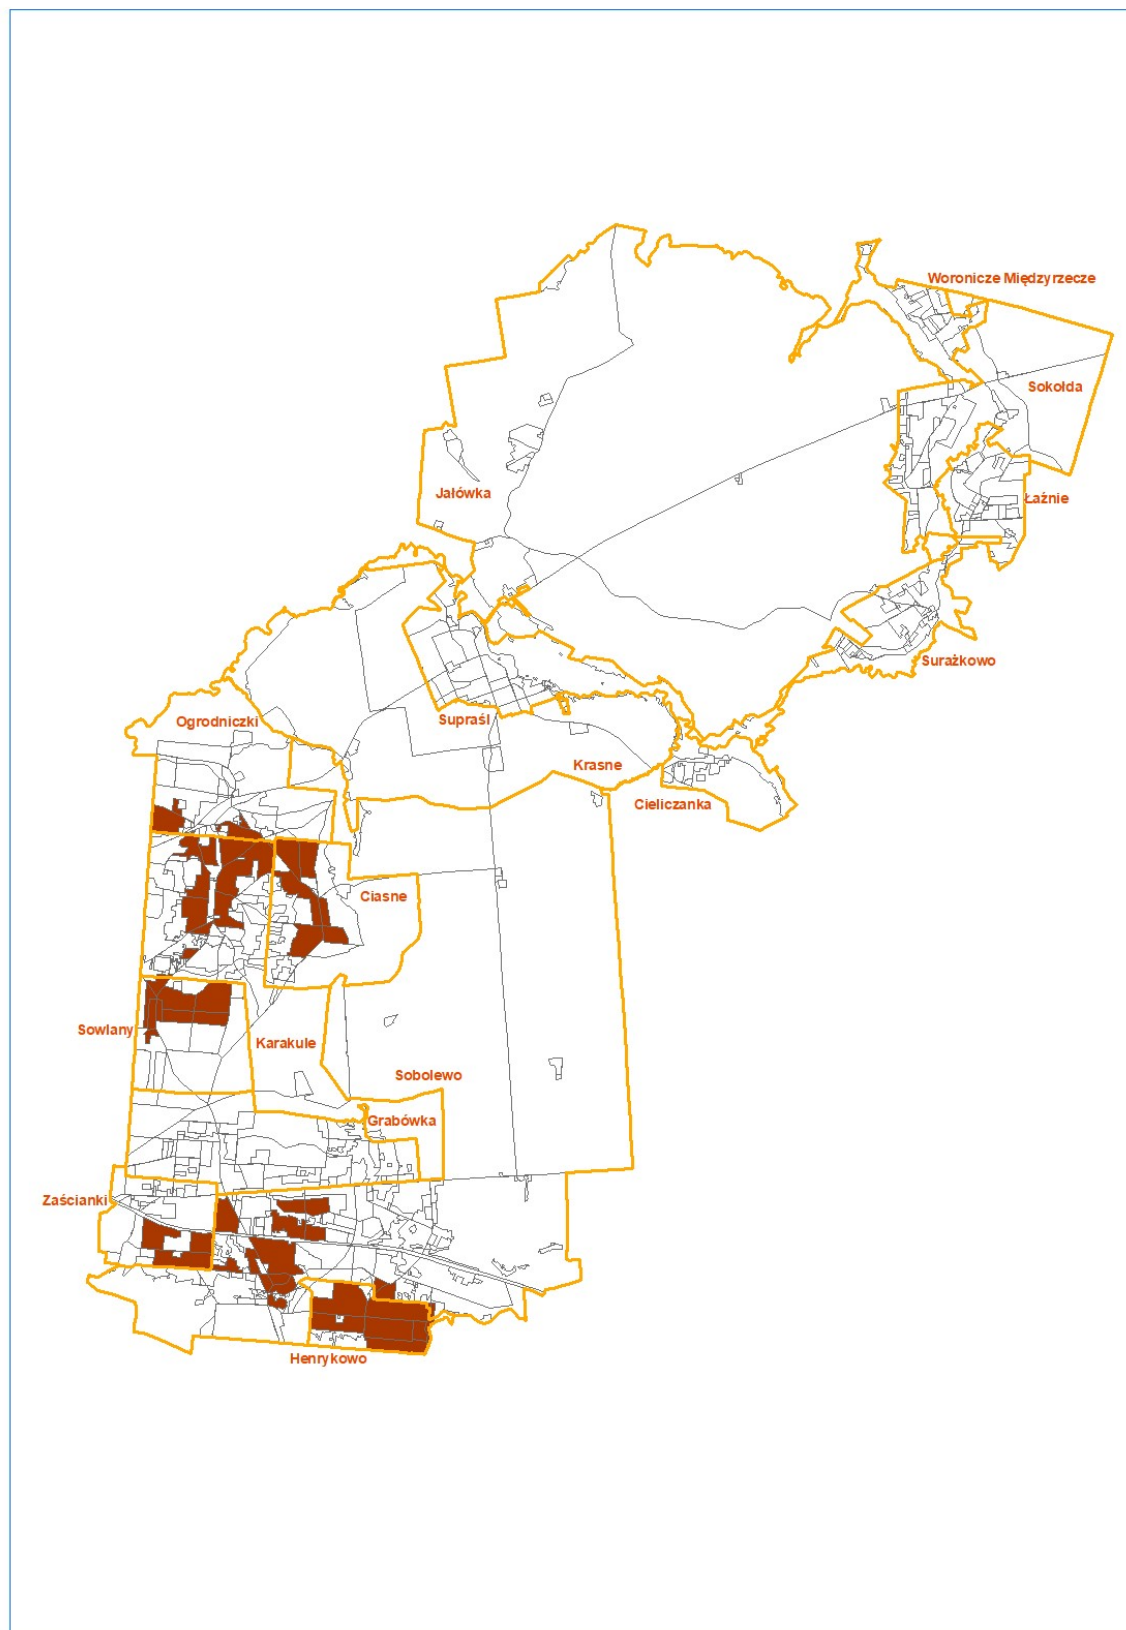 Woronicze Międzyrzecze
Sokołda
Jałówka
Łaźnie
Surażkowo
Ogrodniczki
Supraśl
Krasne
Cieliczanka
Ciasne
Sowlany
Karakule
Sobolewo
Grabówka
Zaścianki
Henrykowo